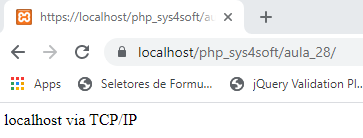 https://localhost/php_sys4soft/au
localhost/php_sys4soft/aula_28/
Apps Seletores de Formu... jQuery Validation Pl...
localhost via TCP/IP